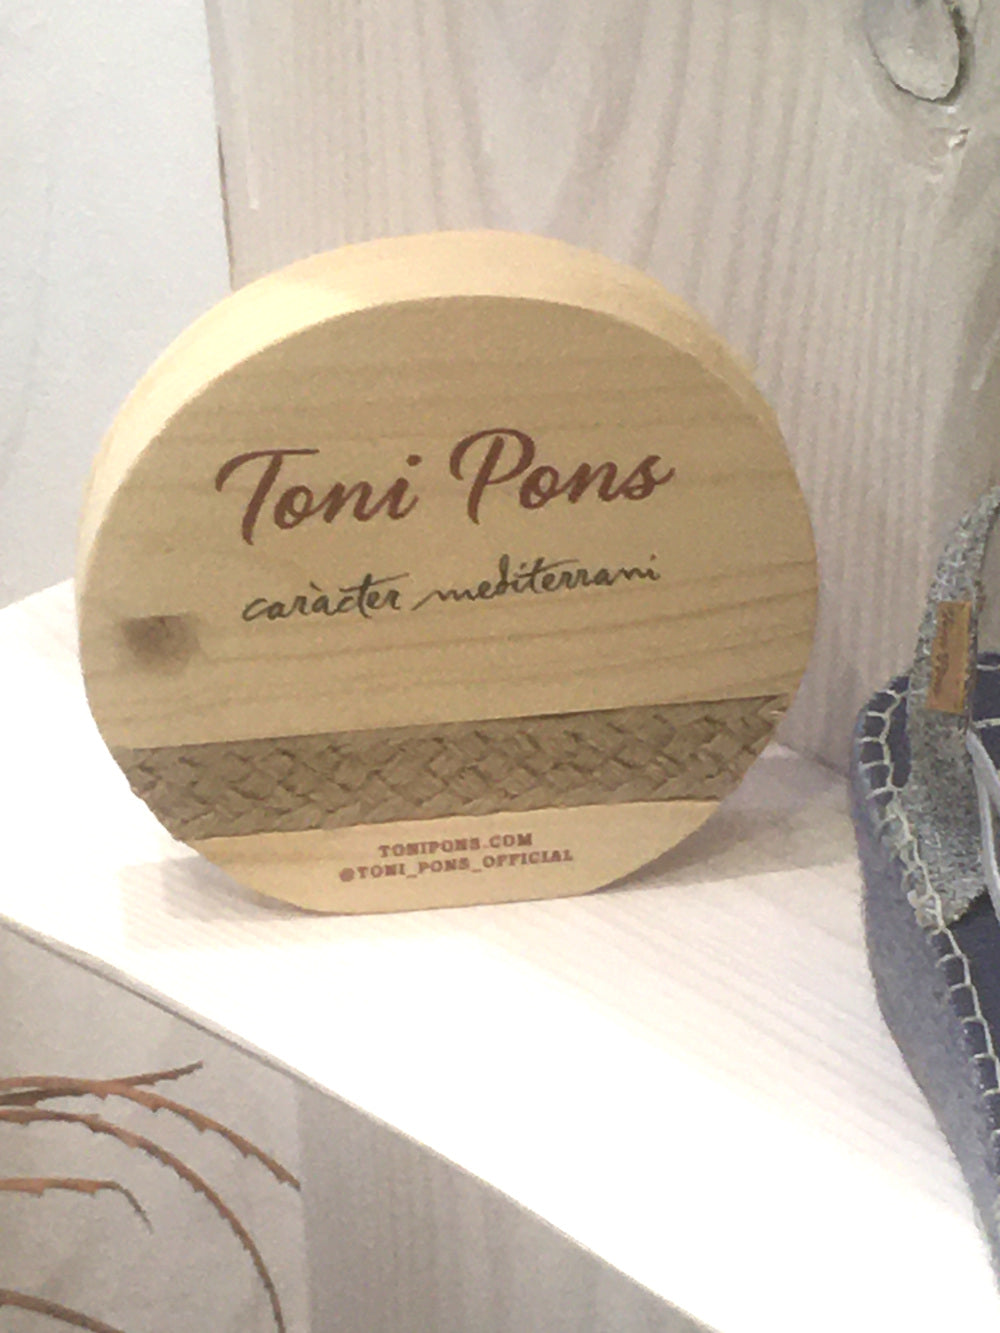 Toni Pons
caràcter mediterrani
TONIPONS.COM
@TONI_PONS_OFFICIAL